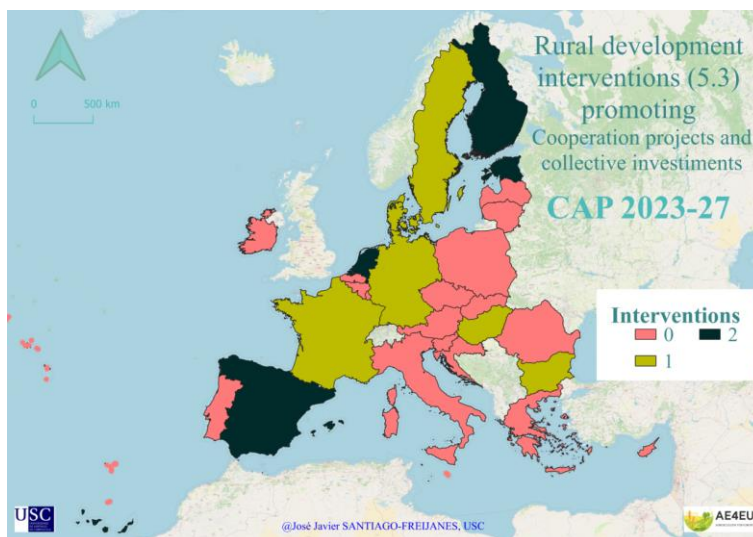 Rural development
interventions (5.3)
promoting
Cooperation projects and
collective investiments
CAP 2023-27
0 500 km
Interventions
0 2
1
USC
@José Javier SANTIAGO-FREIJANES, USC
AE4EU